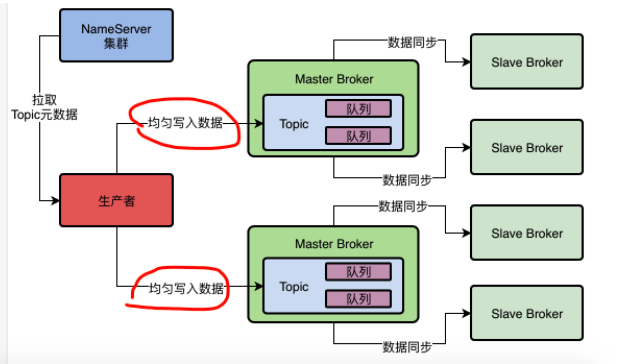 NameServer
集群
拉取
Topic元数据
生产者
均匀写入数据
均匀写入数据
Master Broker
Topic
队列
队列
数据同步
数据同步
Slave Broker
Slave Broker
Master Broker
Topic
队列
队列
数据同步
数据同步
Slave Broker
Slave Broker